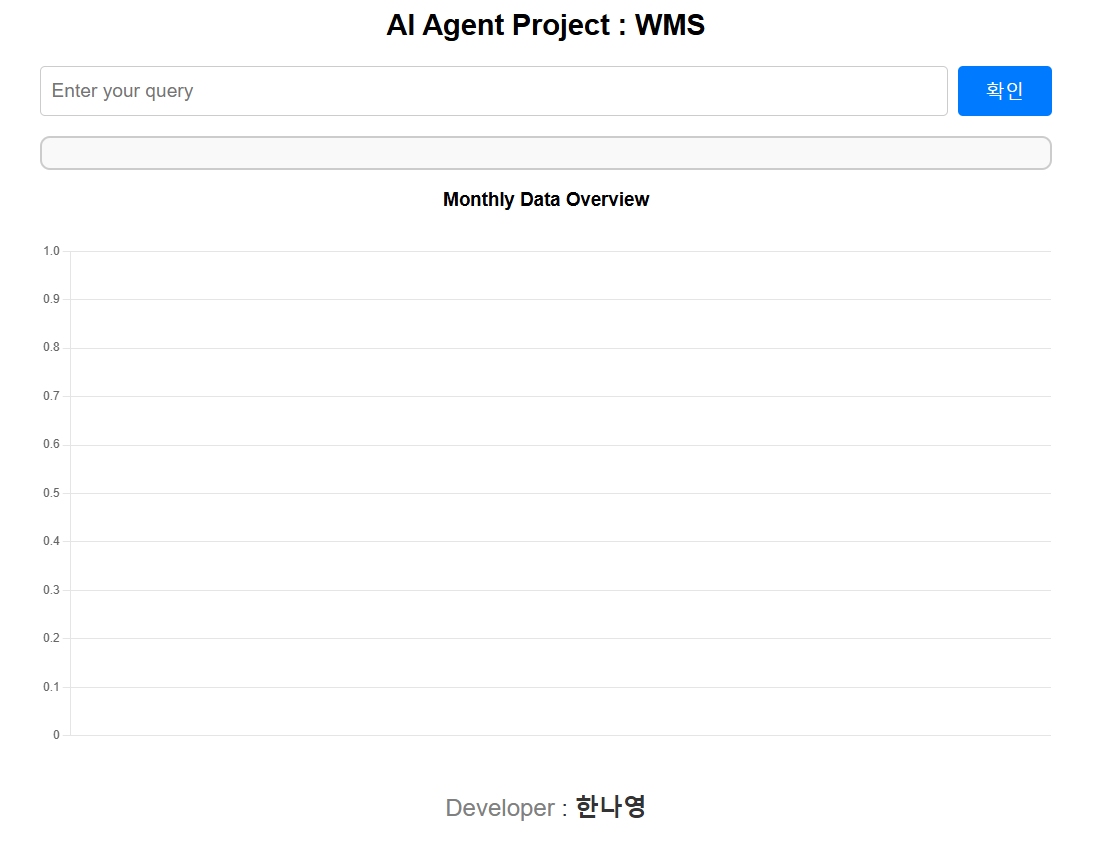 AI Agent Project : WMS
Enter your query
확인
Monthly Data Overview
1.0
0.9
0.8
0.7
0.6
0.5
0.4
0.3
0.2
0.1
0
Developer : 한나영